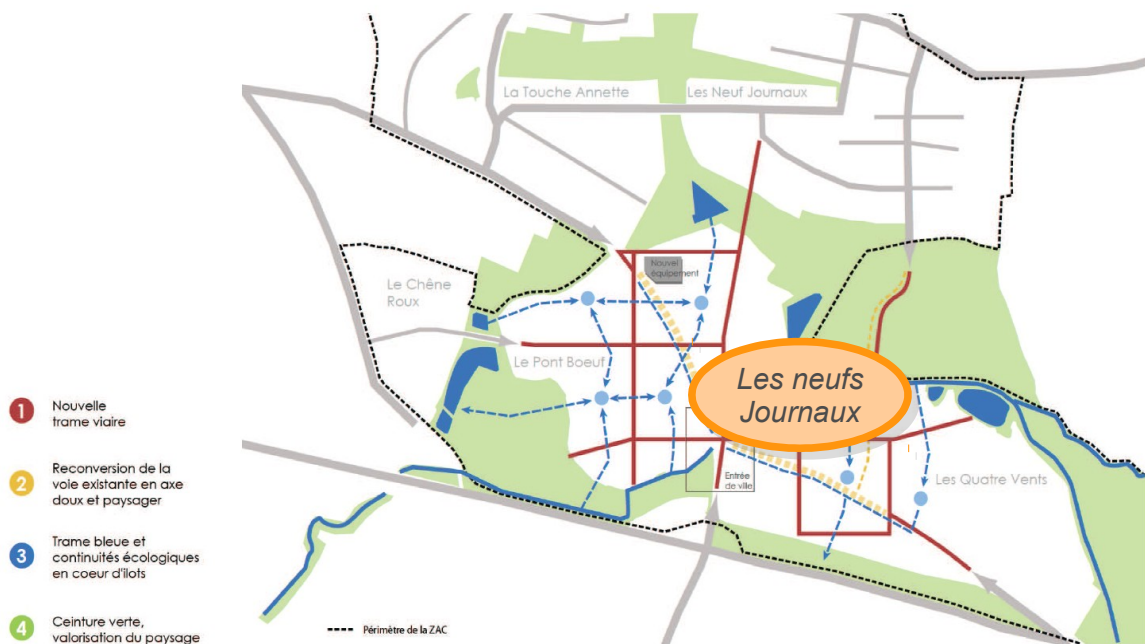 La Touche Annette
Les Neuf Journaux
Nouvel
équipement
Le Chêne
Roux
Le Pont Boeuf
Les neufs
Journaux
Entrée
de ville
Les Quatre Vents
1
Nouvelle
trame viaire
2
Reconversion de la
voie existante en axe
doux et paysager
3
Trame bleue et
continuités écologiques
en coeur d'îlots
4
Ceinture verte,
valorisation du paysage
Périmètre de la ZAC